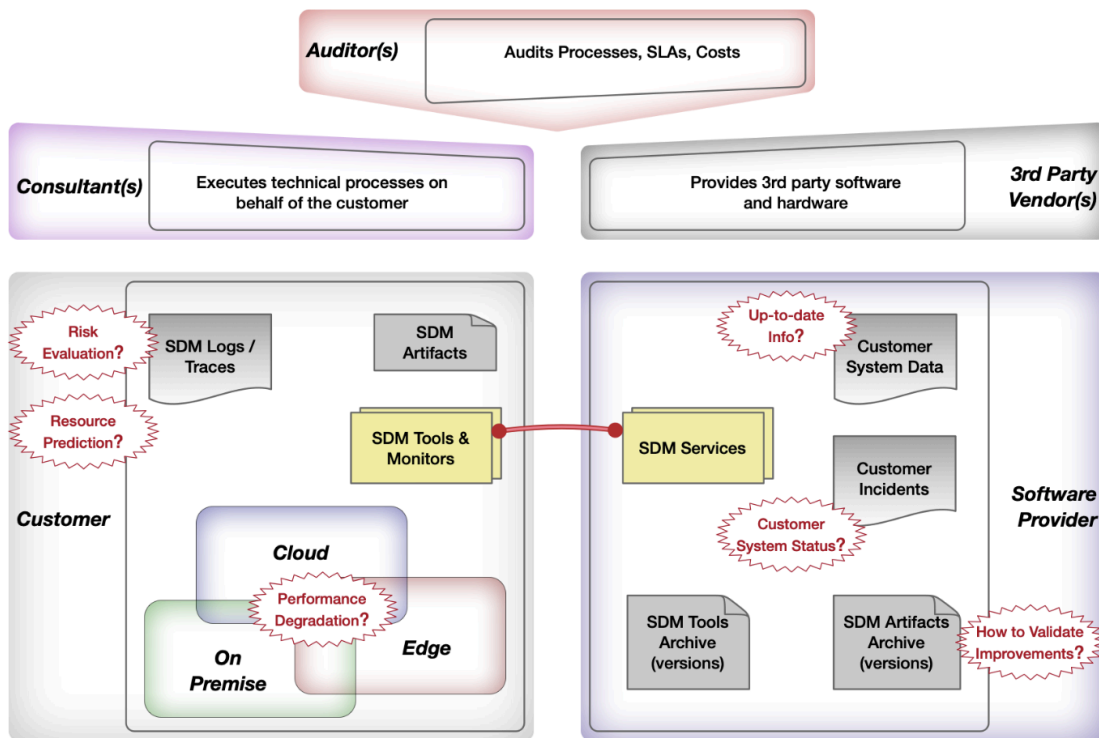 Auditor(s)
Audits Processes, SLAs, Costs
Consultant(s)
Executes technical processes on
behalf of the customer
Provides 3rd party software
and hardware
3rd Party
Vendor(s)
Risk
Evaluation?
SDM Logs /
Traces
SDM
Artifacts
Resource
Prediction?
SDM Tools &
Monitors
Customer
Cloud
Performance
Degradation?
Edge
On
Premise
Up-to-date
Info?
Customer
System Data
SDM Services
Customer
Incidents
Customer
System Status?
Software
Provider
SDM Tools
Archive
(versions)
SDM Artifacts
Archive
(versions)
How to Validate
Improvements?